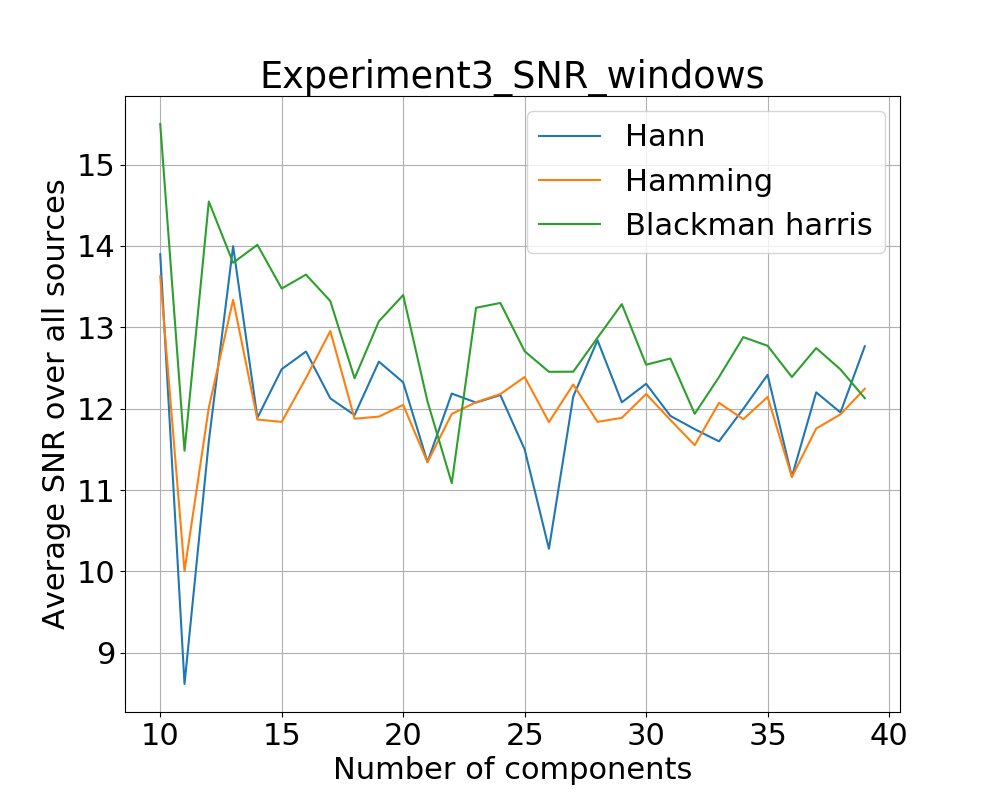 Experiment3_SNR_windows
Hann
Hamming
Blackman harris
Average SNR over all sources
15
14
13
12
11
10
9
10 15 20 25 30 35 40
Number of components